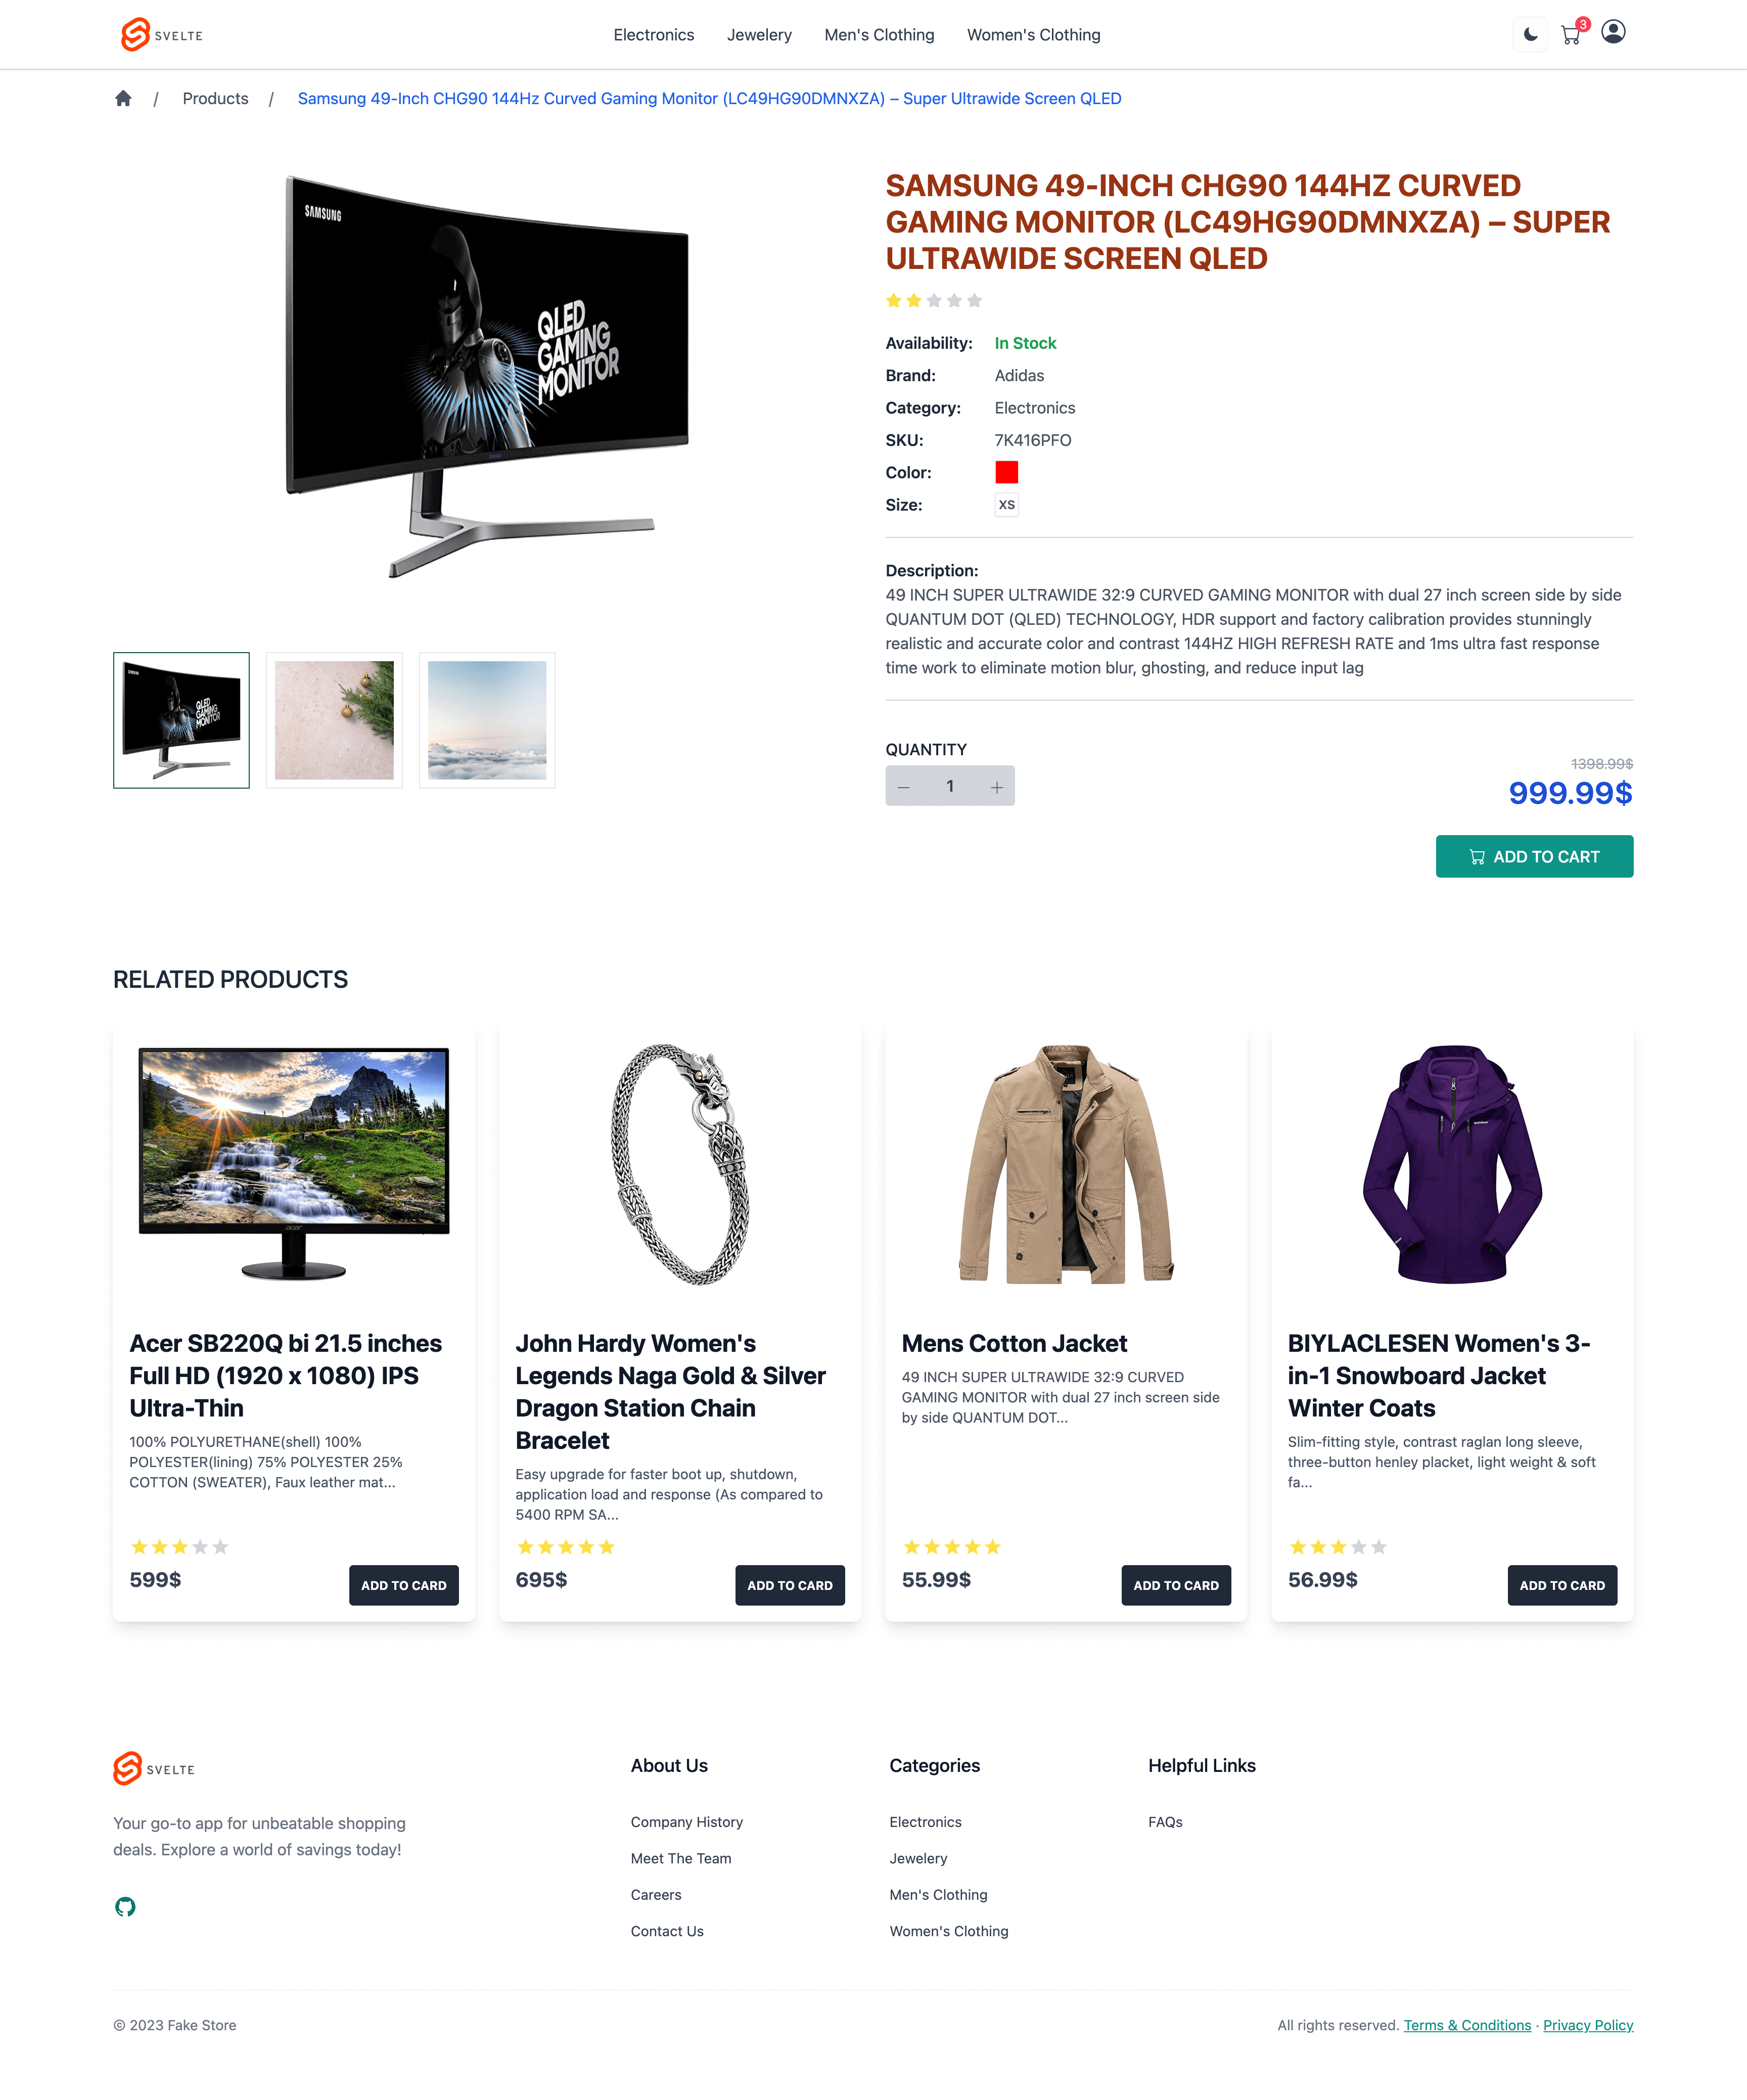 SVELTE
Electronics
Jewelery
Men's Clothing
Women's Clothing
3
/ Products / Samsung 49-Inch CHG90 144Hz Curved Gaming Monitor (LC49HG90DMNXZA) – Super Ultrawide Screen QLED
SAMSUNG
QLED
GAMING
MONITOR
SAMSUNG 49-INCH CHG90 144HZ CURVED
GAMING MONITOR (LC49HG90DMNXZA) – SUPER
ULTRAWIDE SCREEN QLED
Availability: In Stock
Brand: Adidas
Category: Electronics
SKU: 7K416PFO
Color:
Size: XS
Description:
49 INCH SUPER ULTRAWIDE 32:9 CURVED GAMING MONITOR with dual 27 inch screen side by side
QUANTUM DOT (QLED) TECHNOLOGY, HDR support and factory calibration provides stunningly
realistic and accurate color and contrast 144HZ HIGH REFRESH RATE and 1ms ultra fast response
time work to eliminate motion blur, ghosting, and reduce input lag
SAMSUNG
QLED
GAMING
MONITOR
QUANTITY
— 1 +
1398.99$
999.99$
ADD TO CART
RELATED PRODUCTS
acer
Acer SB220Q bi 21.5 inches
Full HD (1920 x 1080) IPS
Ultra-Thin
100% POLYURETHANE(shell) 100%
POLYESTER(lining) 75% POLYESTER 25%
COTTON (SWEATER), Faux leather mat...
599$
ADD TO CARD
John Hardy Women's
Legends Naga Gold & Silver
Dragon Station Chain
Bracelet
Easy upgrade for faster boot up, shutdown,
application load and response (As compared to
5400 RPM SA...
695$
ADD TO CARD
Mens Cotton Jacket
49 INCH SUPER ULTRAWIDE 32:9 CURVED
GAMING MONITOR with dual 27 inch screen side
by side QUANTUM DOT...
55.99$
ADD TO CARD
BIYLACLESEN Women's 3-
in-1 Snowboard Jacket
Winter Coats
Slim-fitting style, contrast raglan long sleeve,
three-button henley placket, light weight & soft
fa...
56.99$
ADD TO CARD
SVELTE
Your go-to app for unbeatable shopping
deals. Explore a world of savings today!
About Us
Company History
Meet The Team
Careers
Contact Us
Categories
Electronics
Jewelery
Men's Clothing
Women's Clothing
Helpful Links
FAQs
© 2023 Fake Store
All rights reserved. Terms & Conditions · Privacy Policy